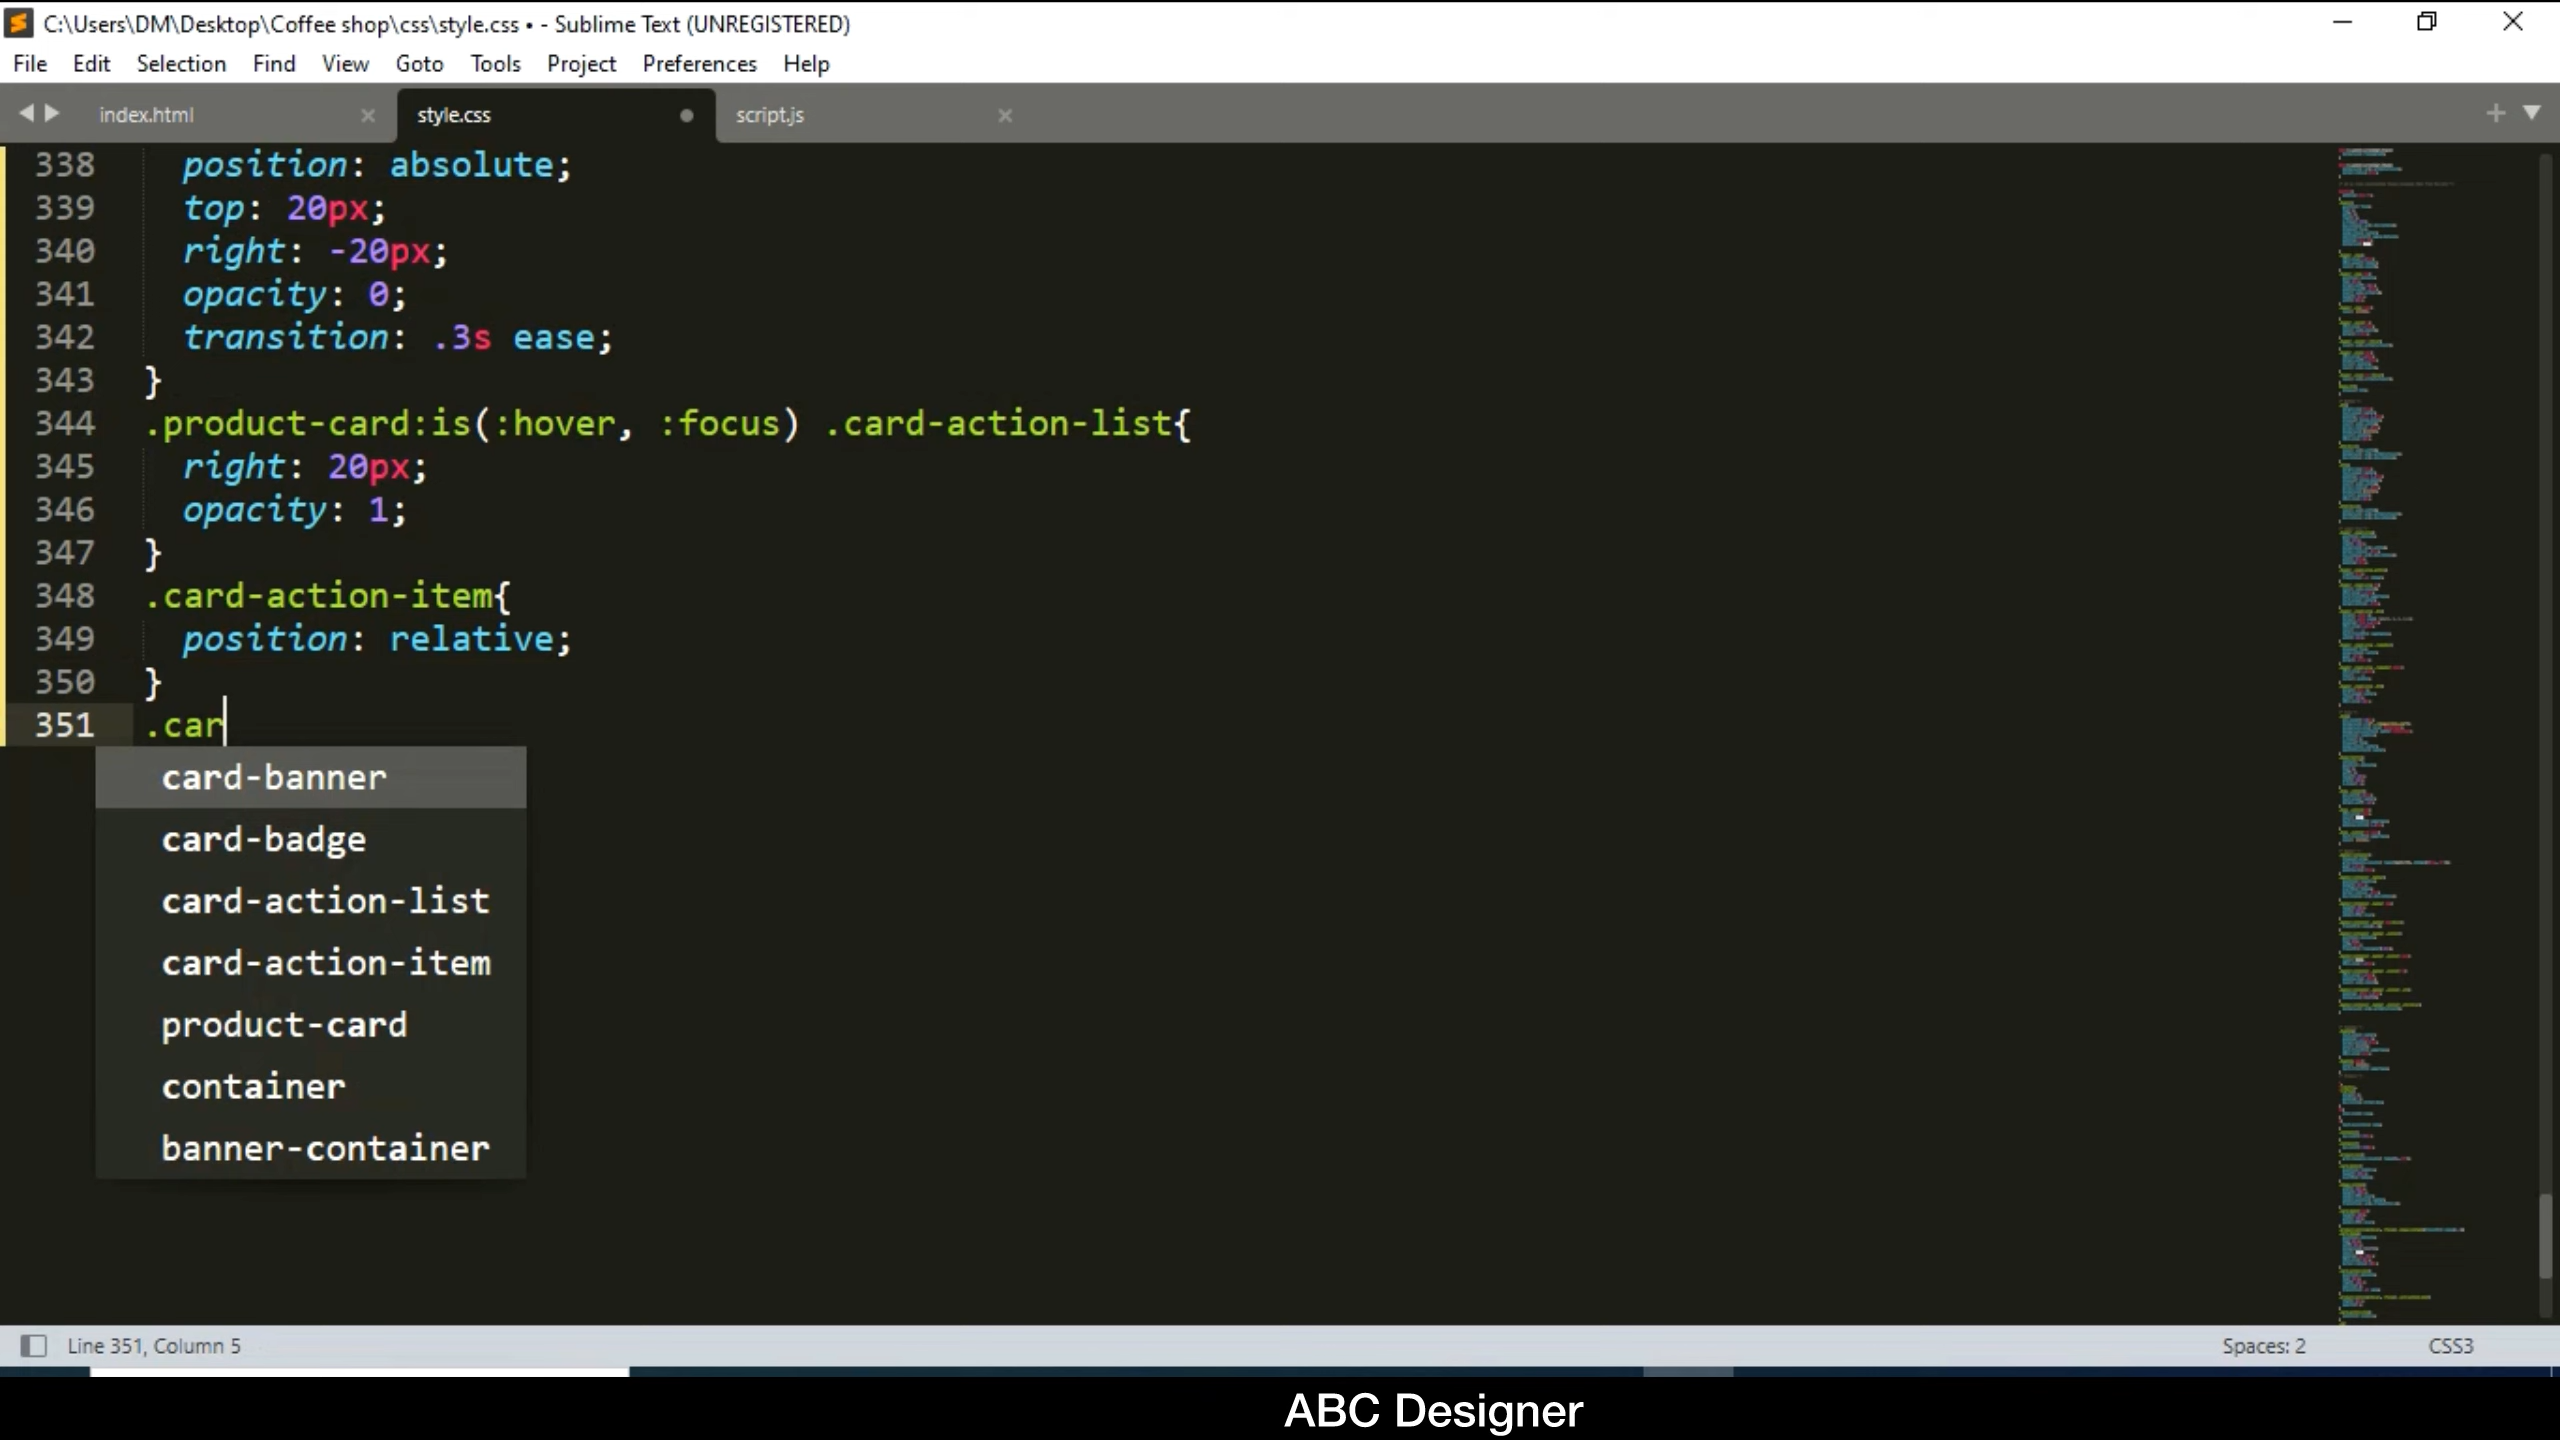 C:\Users\DM\Desktop\Coffee shop\css\style.css • - Sublime Text (UNREGISTERED)
File Edit Selection Find View Goto Tools Project Preferences Help
index.html style.css script.js
338 position: absolute;
339 top: 20px;
340 right: -20px;
341 opacity: 0;
342 transition: .3s ease;
343 }
344 .product-card:is(:hover, :focus) .card-action-list{
345 right: 20px;
346 opacity: 1;
347 }
348 .card-action-item{
349 position: relative;
350 }
351 .car
card-banner
card-badge
card-action-list
card-action-item
product-card
container
banner-container
Line 351, Column 5 Spaces: 2 CSS3
ABC Designer